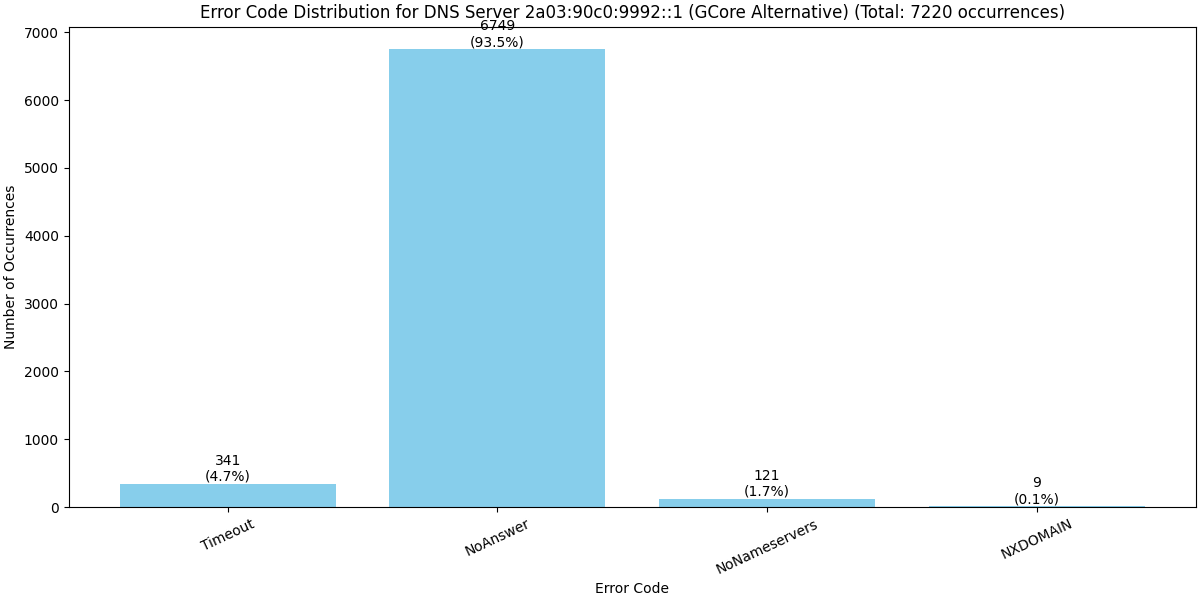 Error Code Distribution for DNS Server 2a03:90c0:9992::1 (GCore Alternative) (Total: 7220 occurrences)
Number of Occurrences
7000
6000
5000
4000
3000
2000
1000
0
341
(4.7%)
6749
(93.5%)
121
(1.7%)
9
(0.1%)
Timeout
NoAnswer
NoNameservers
NXDOMAIN
Error Code